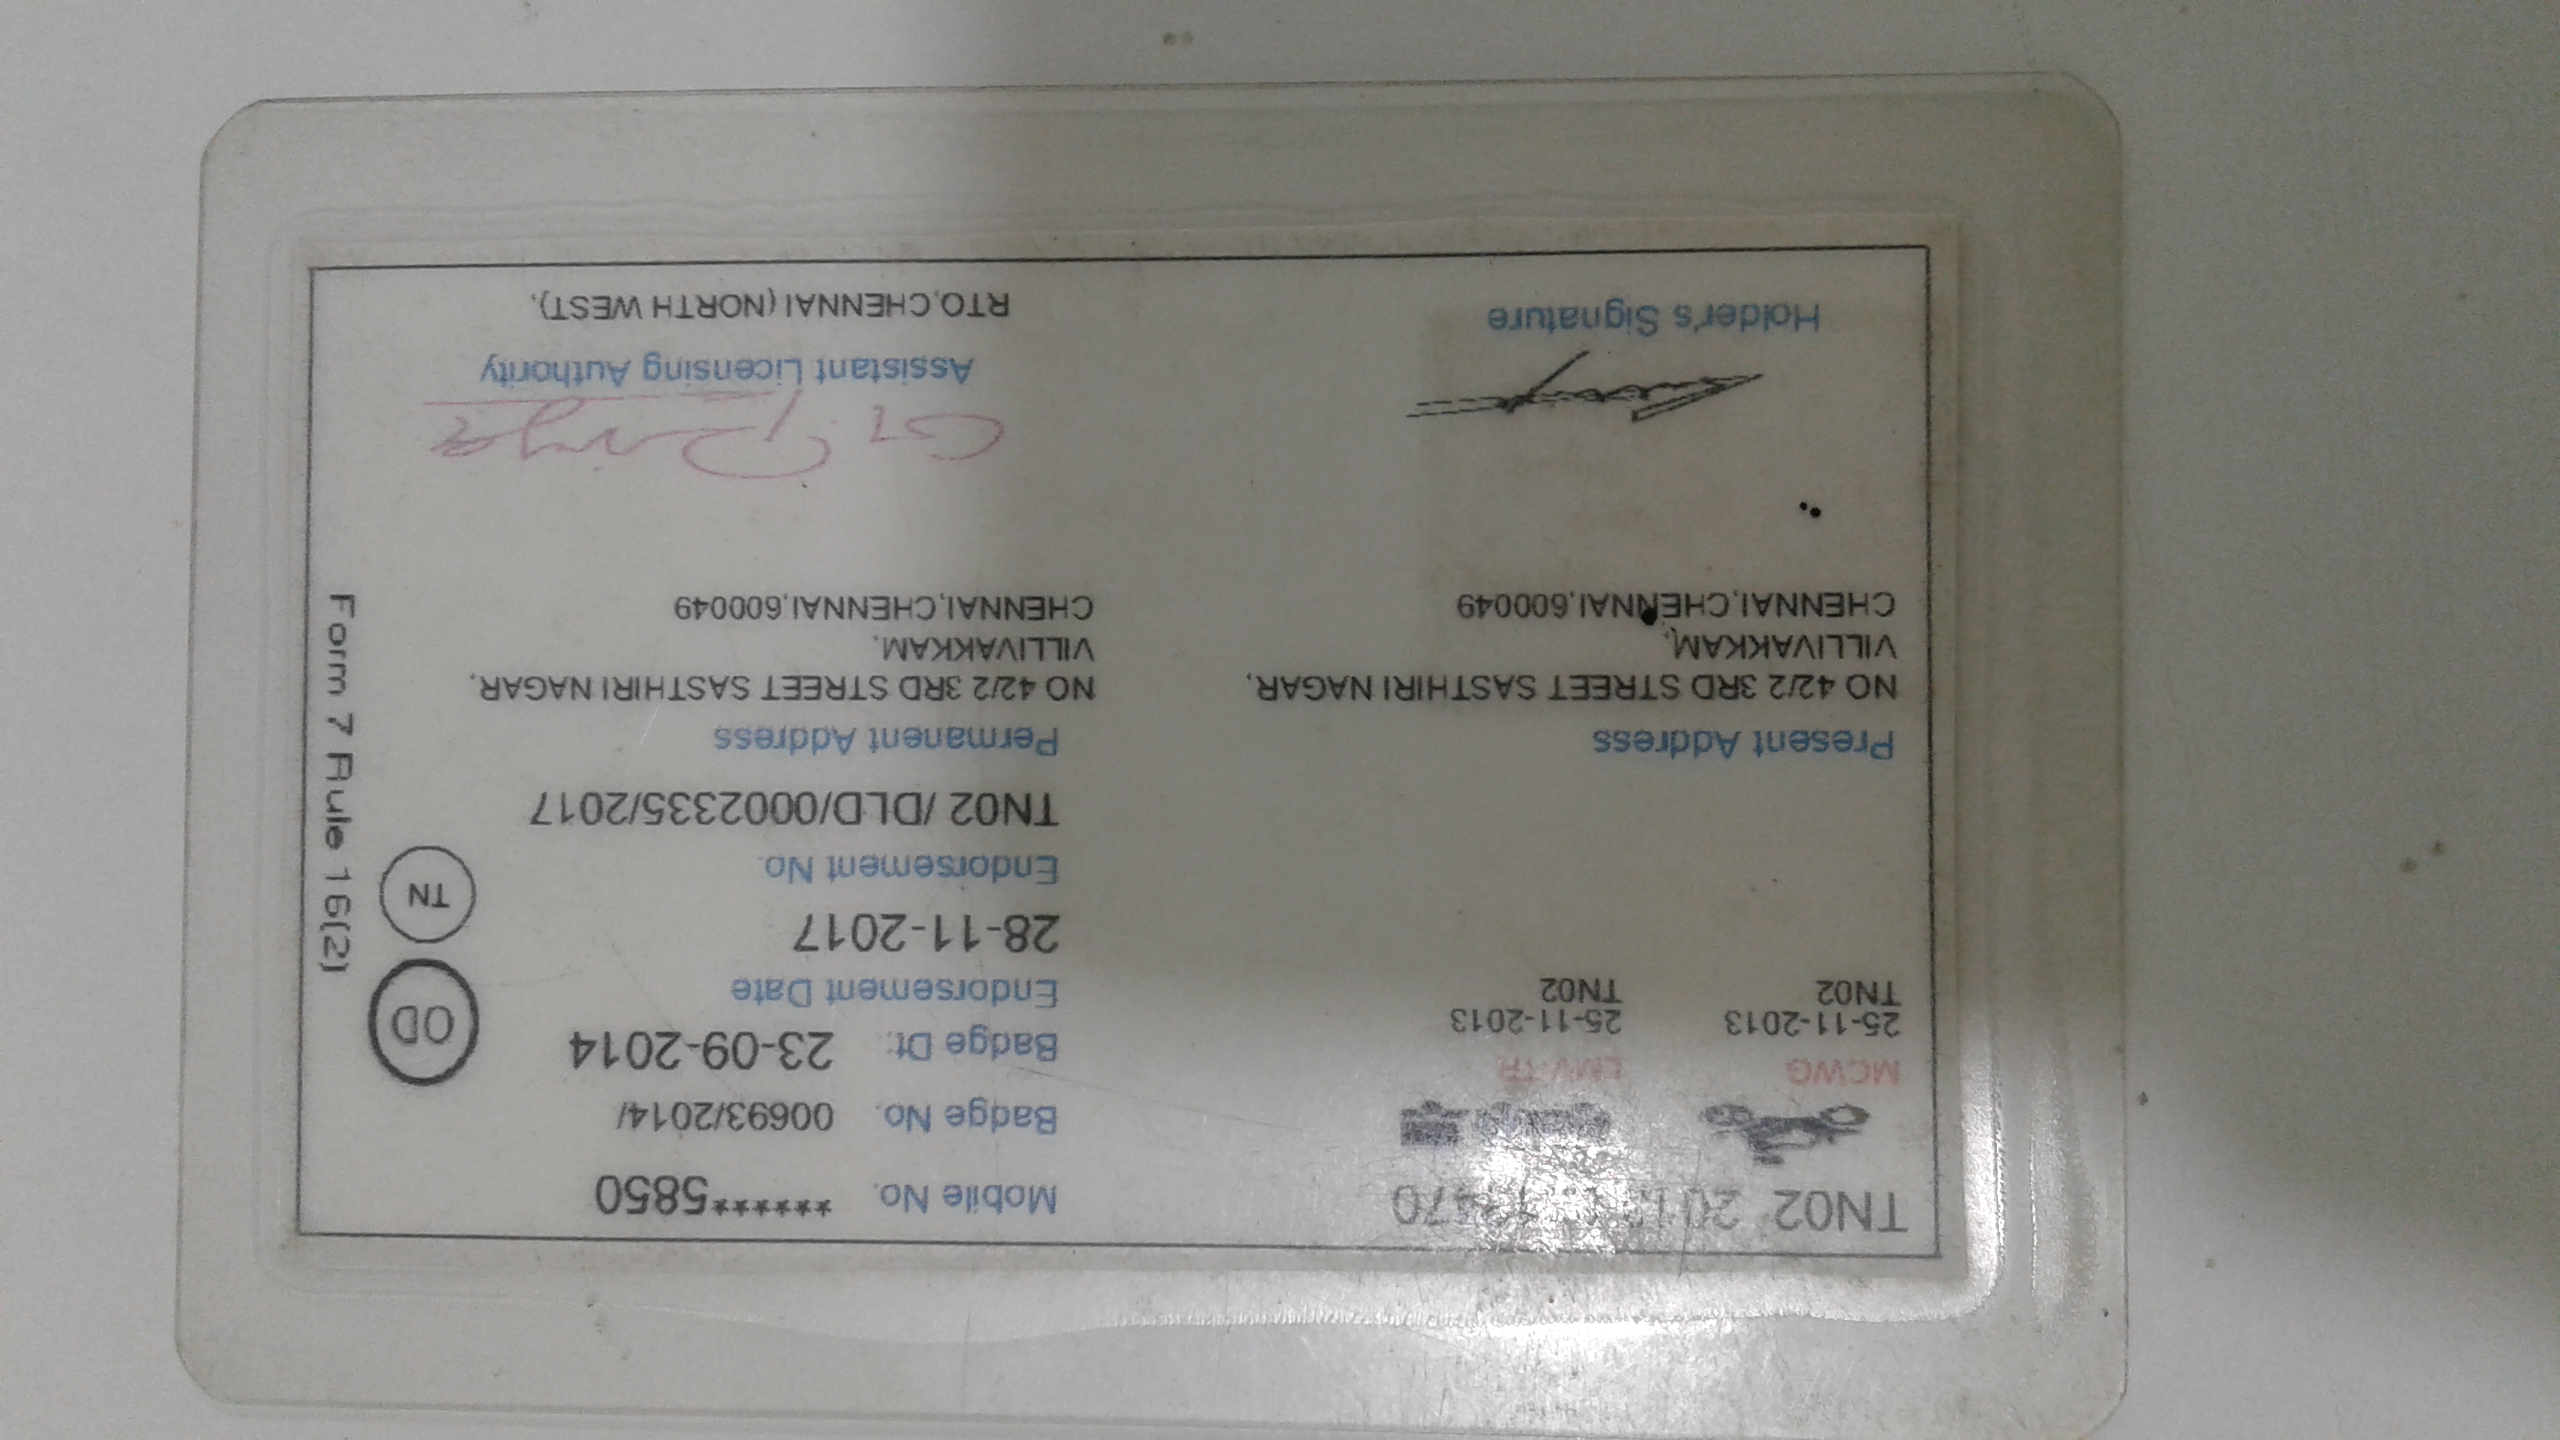 TN02
MCWG
25-11-2013
TN02
LMV-TR
25-11-2013
TN02
Present Address
NO 42/2 3RD STREET SASTHIRI NAGAR,
VILLIVAKKAM,
CHENNAI,CHENNAI,600049
Holder's Signature
Mobile No. ******5850
Badge No. 00693/2014/
Badge Dt: 23-09-2014
Endorsement Date
28-11-2017
Endorsement No.
TN02 /DLD/0002335/2017
Permanent Address
NO 42/2 3RD STREET SASTHIRI NAGAR,
VILLIVAKKAM,
CHENNAI,CHENNAI,600049
Assistant Licensing Authority
RTO,CHENNAI (NORTH WEST),
OD
TN
Form 7 Rule 16(2)